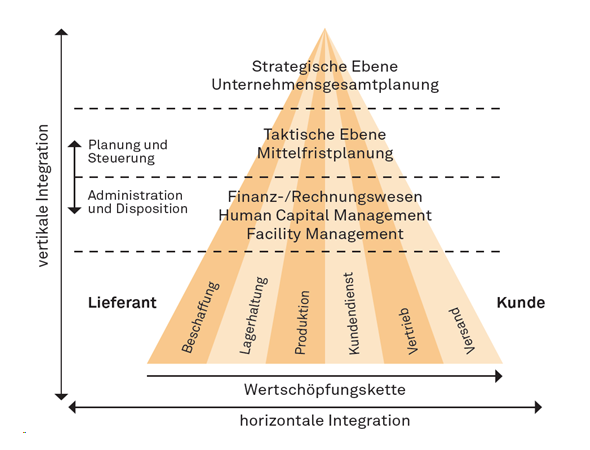 Strategische Ebene
Unternehmensgesamtplanung
vertikale Integration
Planung und
Steuerung
Taktische Ebene
Mittelfristplanung
Administration
und Disposition
Finanz-/Rechnungswesen
Human Capital Management
Facility Management
Lieferant
Beschaffung
Lagerhaltung
Produktion
Kundendienst
Vertrieb
Versand
Kunde
Wertschöpfungskette
horizontale Integration